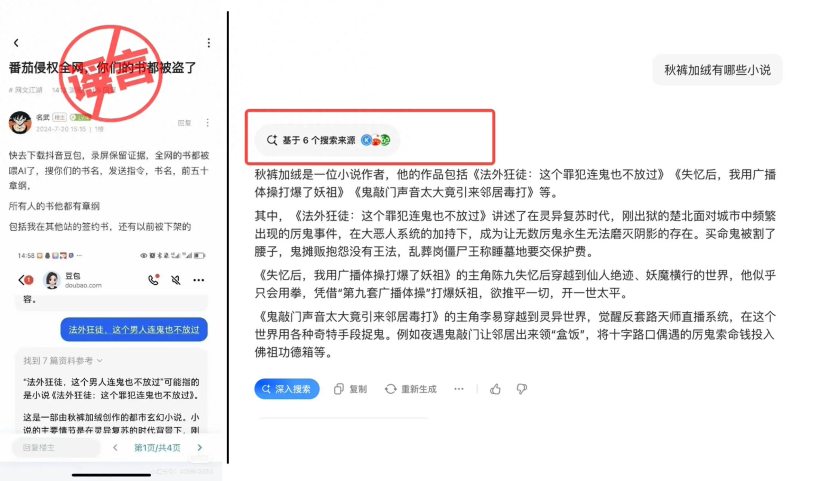 番茄侵权全网，你们的书都被盗了
谣言
# 网文江湖
名武 楼主
回复
2024-7-20 15:15 | 1楼
快去下载抖音豆包，录屏保留证据，全网的书都被
喂AI了，搜你们的书名，发送指令，书名，前五十
章纲，
所有人的书他都有章纲
包括我在其他站的签约书，还有以前被下架的
14:58
豆包
doubao.com
容。
法外狂徒，这个男人连鬼也不放过
找到 7 篇资料参考
“法外狂徒，这个男人连鬼也不放过”可能指的
是小说《法外狂徒：这个罪犯连鬼也不放过》。
这是一部由秋裤加绒创作的都市玄幻小说。小
说的主要情节是在灵异复苏的时代背景下，刚
回复楼主
第1页/共4页
秋裤加绒有哪些小说
基于 6 个搜索来源
秋裤加绒是一位小说作者，他的作品包括《法外狂徒：这个罪犯连鬼也不放过》《失忆后，我用广播
体操打爆了妖祖》《鬼敲门声音太大竟引来邻居毒打》等。
其中，《法外狂徒：这个罪犯连鬼也不放过》讲述了在灵异复苏时代，刚出狱的楚北面对城市中频繁
出现的厉鬼事件，在大恶人系统的加持下，成为让无数厉鬼永生无法磨灭阴影的存在。买命鬼被割了
腰子，鬼摊贩抱怨没有王法，乱葬岗僵尸王称睡墓地要交保护费。
《失忆后，我用广播体操打爆了妖祖》的主角陈九失忆后穿越到仙人绝迹、妖魔横行的世界，他似乎
只会用拳，凭借“第九套广播体操”打爆妖祖，欲推平一切，开一世太平。
《鬼敲门声音太大竟引来邻居毒打》的主角李易穿越到灵异世界，觉醒反套路天师直播系统，在这个
世界用各种奇特手段捉鬼。例如夜遇鬼敲门让邻居出来领“盒饭”，将十字路口偶遇的厉鬼索命钱投入
佛祖功德箱等。
深入搜索
复制
重新生成